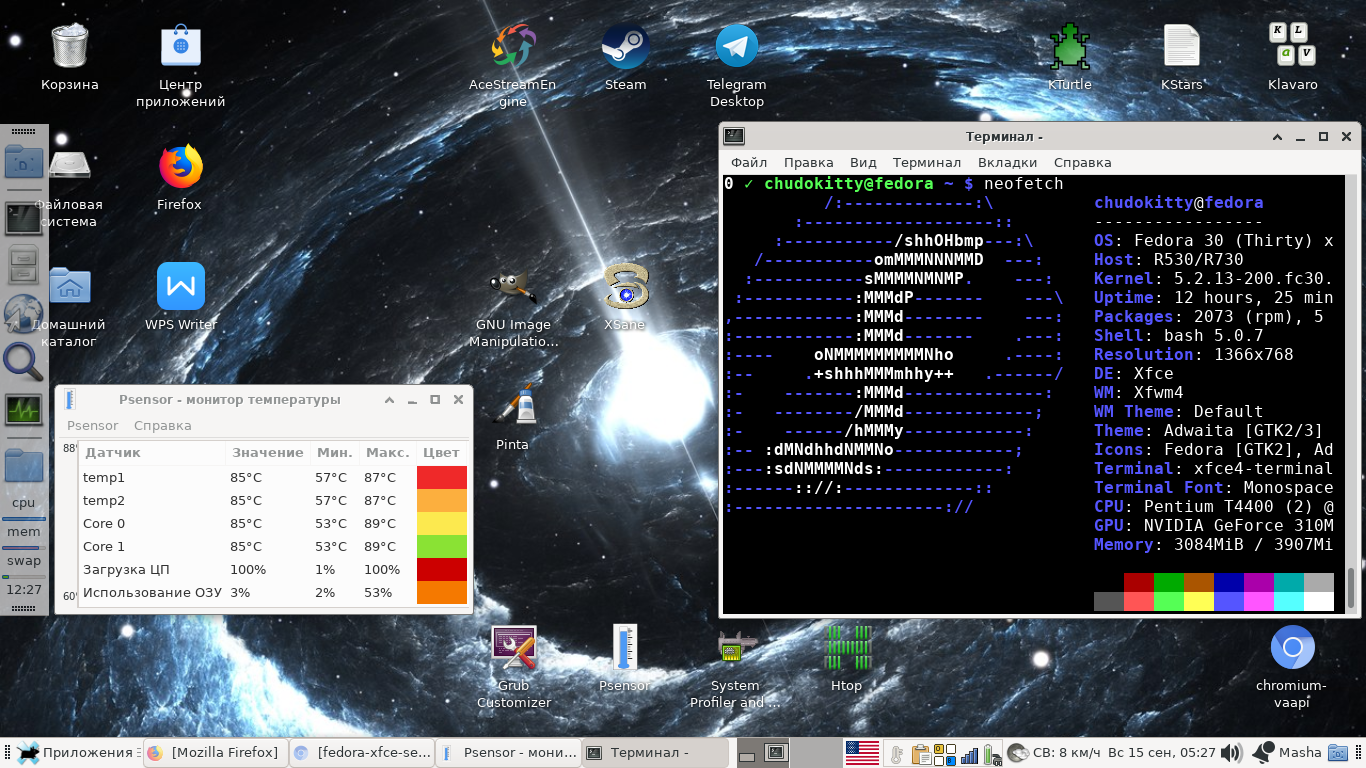 Корзина
Центр
приложений
AceStreamEn
gine
Steam
Telegram
Desktop
KTurtle
KStars
K L
a V
Klavaro
Файловая
система
Firefox
Домашний
каталог
WPS Writer
GNU Image
Manipulatio...
XSane
Pinta
cpu
mem
swap
12:27
Psensor - монитор температуры
Psensor Справка
88°
60°
Датчик Значение Мин. Макс. Цвет
temp1 85°C 57°C 87°C
temp2 85°C 57°C 87°C
Core 0 85°C 53°C 89°C
Core 1 85°C 53°C 89°C
Загрузка ЦП 100% 1% 100%
Использование ОЗУ 3% 2% 53%
Терминал -
Файл Правка Вид Терминал Вкладки Справка
0 ✓ chudokitty@fedora ~ $ neofetch
/:-------------:\
:-------------------::
:-----------/shhOHbmp---:\
/-----------omMMMNNNMMD  ---:
:-----------sMMMMNMNMP.    ---:
:-----------:MMMdP-------    ---\
,------------:MMMd--------    ---:
:------------:MMMd-------    .---:
:----    oNMMMMMMMMMNho     .----:
:--     .+shhhMMMmhhy++   .------/
:-    -------:MMMd--------------:
:-   --------/MMMd-------------;
:-    ------/hMMMy------------:
:-- :dMNdhhdNMMNo------------;
:---:sdNMMMMNds:------------:
:------:://:-------------::
:---------------------://
chudokitty@fedora
-----------------
OS: Fedora 30 (Thirty) x
Host: R530/R730
Kernel: 5.2.13-200.fc30.
Uptime: 12 hours, 25 min
Packages: 2073 (rpm), 5
Shell: bash 5.0.7
Resolution: 1366x768
DE: Xfce
WM: Xfwm4
WM Theme: Default
Theme: Adwaita [GTK2/3]
Icons: Adwaita [GTK2], Ad
Terminal: xfce4-terminal
Terminal Font: Monospace
CPU: Pentium T4400 (2) @
GPU: NVIDIA GeForce 310M
Memory: 3084MiB / 3907Mi
Grub
Customizer
Psensor
System
Profiler and ...
Htop
chromium-
vaapi
Приложения
[Mozilla Firefox]
[fedora-xfce-se...
Psensor - мони...
Терминал -
СВ: 8 км/ч
Вс 15 сен, 05:27
Masha